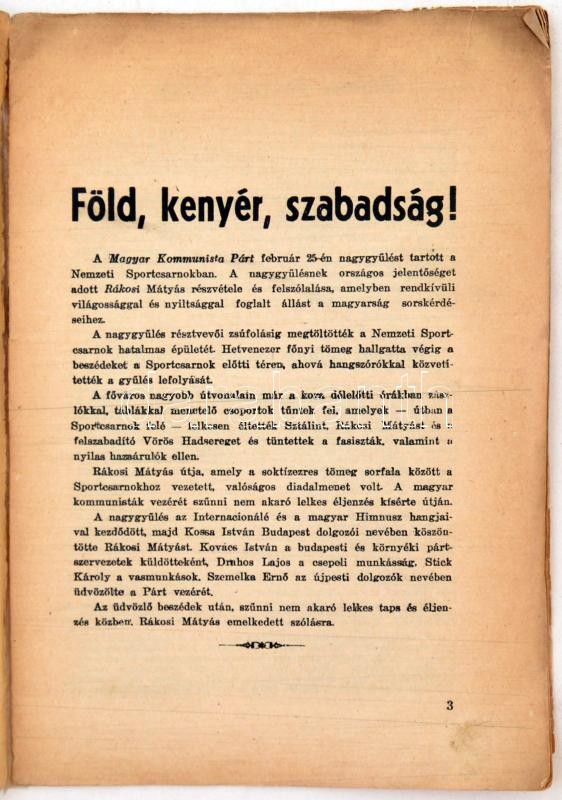 Föld, kenyér, szabadság!
A Magyar Kommunista Párt február 25-én nagygyülést tartott a
Nemzeti Sportcsarnokban. A nagygyülésnek országos jelentőséget
adott Rákosi Mátyás részvétele és felszólalása, amelyben rendkívüli
világossággal és nyiltsággal foglalt állást a magyarság sorskérdé-
seihez.
A nagygyülés résztvevői zsúfolásig megtöltötték a Nemzeti Sport-
csarnok hatalmas épületét. Hetvenezer főnyi tömeg hallgatta végig a
beszédeket a Sportcsarnok előtti téren, ahová hangszórókkal közvetí-
tették a gyülés lefolyását.
A főváros nagyobb útvonalain már a kora délelőtti órákban zász-
lókkal, táblákkal menetelő csoportok tüntek fel, amelyek — útban a
Sportcsarnok felé — lelkesen éltették Sztálint, Rákosi Mátyást és a
felszabadító Vörös Hadsereget és tüntettek a fasiszták, valamint a
nyilas hazaárulók ellen.
Rákosi Mátyás útja, amely a soktízezres tömeg sorfala között a
Sportcsarnokhoz vezetett, valóságos diadalmenet volt. A magyar
kommunisták vezérét szünni nem akaró lelkes éljenzés kísérte útján.
A nagygyülés az Internacionálé és a magyar Himnusz hangjai-
val kezdődött, majd Kossa István Budapest dolgozói nevében köszön-
tötte Rákosi Mátyást. Kovács István a budapesti és környéki párt-
szervezetek küldötteként, Drahos Lajos a csepeli munkásság, Stick
Károly a vasmunkások. Szemelka Ernő az újpesti dolgozók nevében
üdvözölte a Párt vezérét.
Az üdvözlő beszédek után, szünni nem akaró lelkes taps és éljen-
zés közben, Rákosi Mátyás emelkedett szólásra.
3